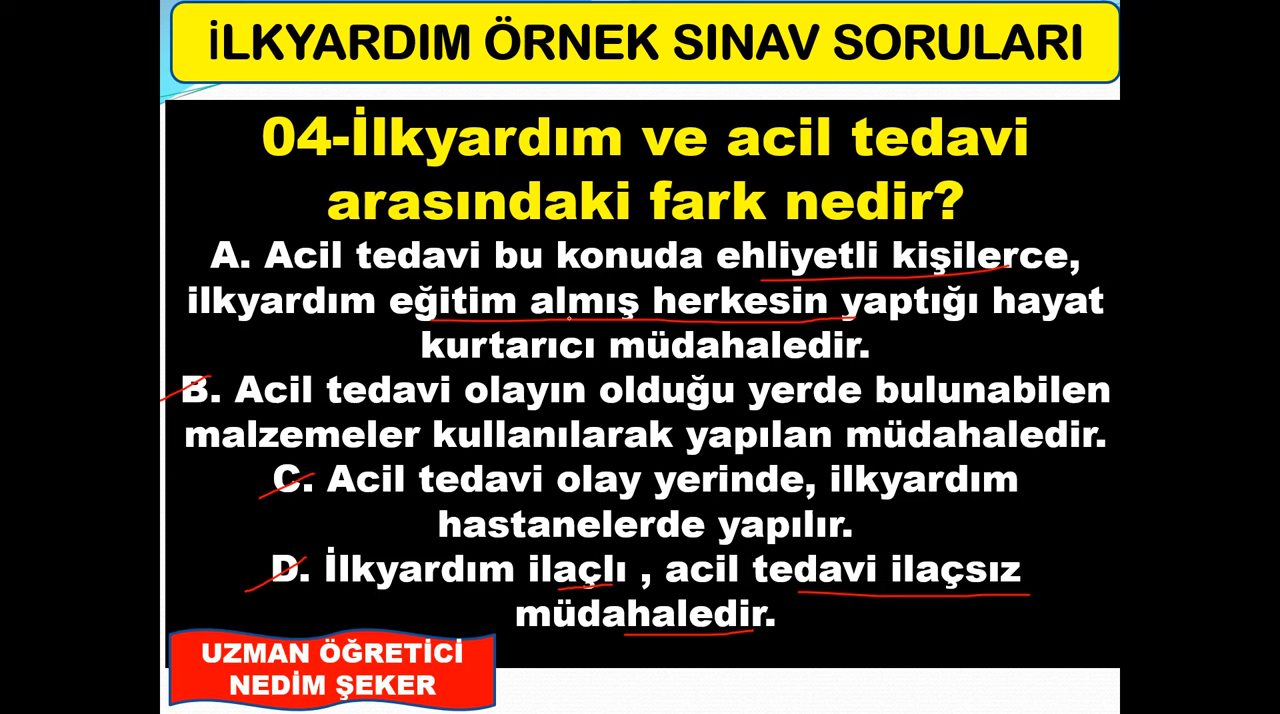 İLKYARDIM ÖRNEK SINAV SORULARI
04-İlkyardım ve acil tedavi
arasındaki fark nedir?
A. Acil tedavi bu konuda ehliyetli kişilerce,
ilkyardım eğitim almış herkesin yaptığı hayat
kurtarıcı müdahaledir.
B. Acil tedavi olayın olduğu yerde bulunabilen
malzemeler kullanılarak yapılan müdahaledir.
C. Acil tedavi olay yerinde, ilkyardım
hastanelerde yapılır.
D. İlkyardım ilaçlı , acil tedavi ilaçsız
müdahaledir.
UZMAN ÖĞRETİCİ
NEDİM ŞEKER